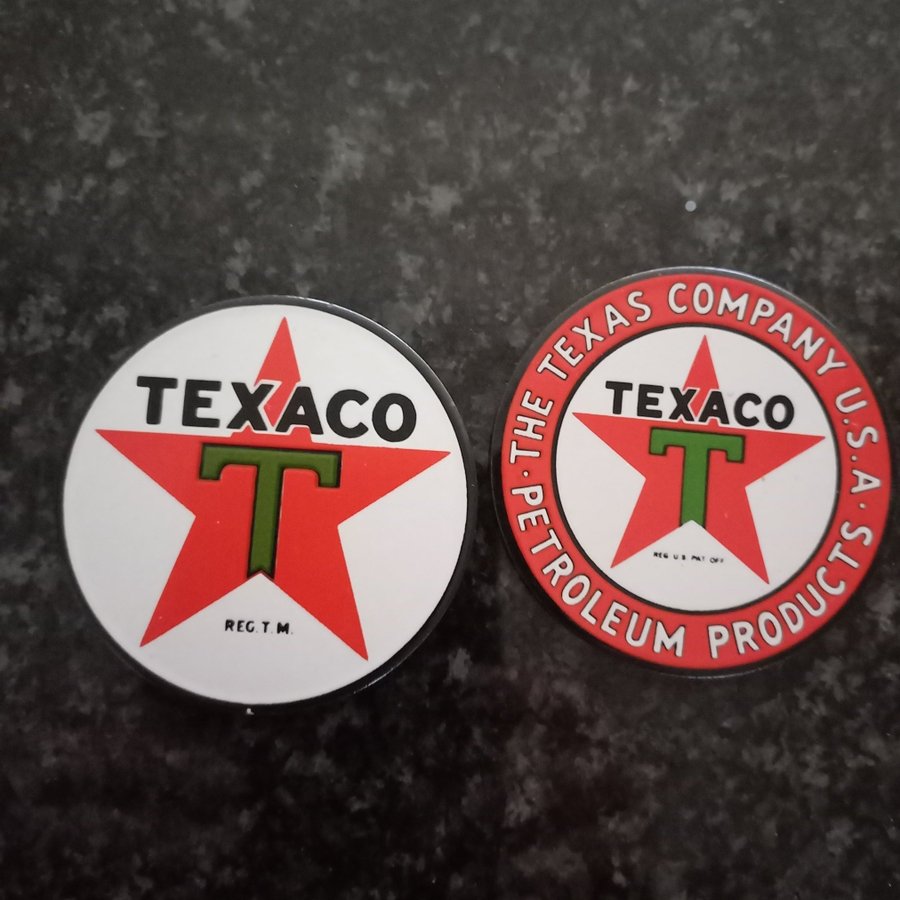 TEXACO
T
REG. T. M.
THE TEXAS COMPANY U.S.A.
TEXACO
T
REG U S PAT OFF
· PETROLEUM PRODUCTS ·